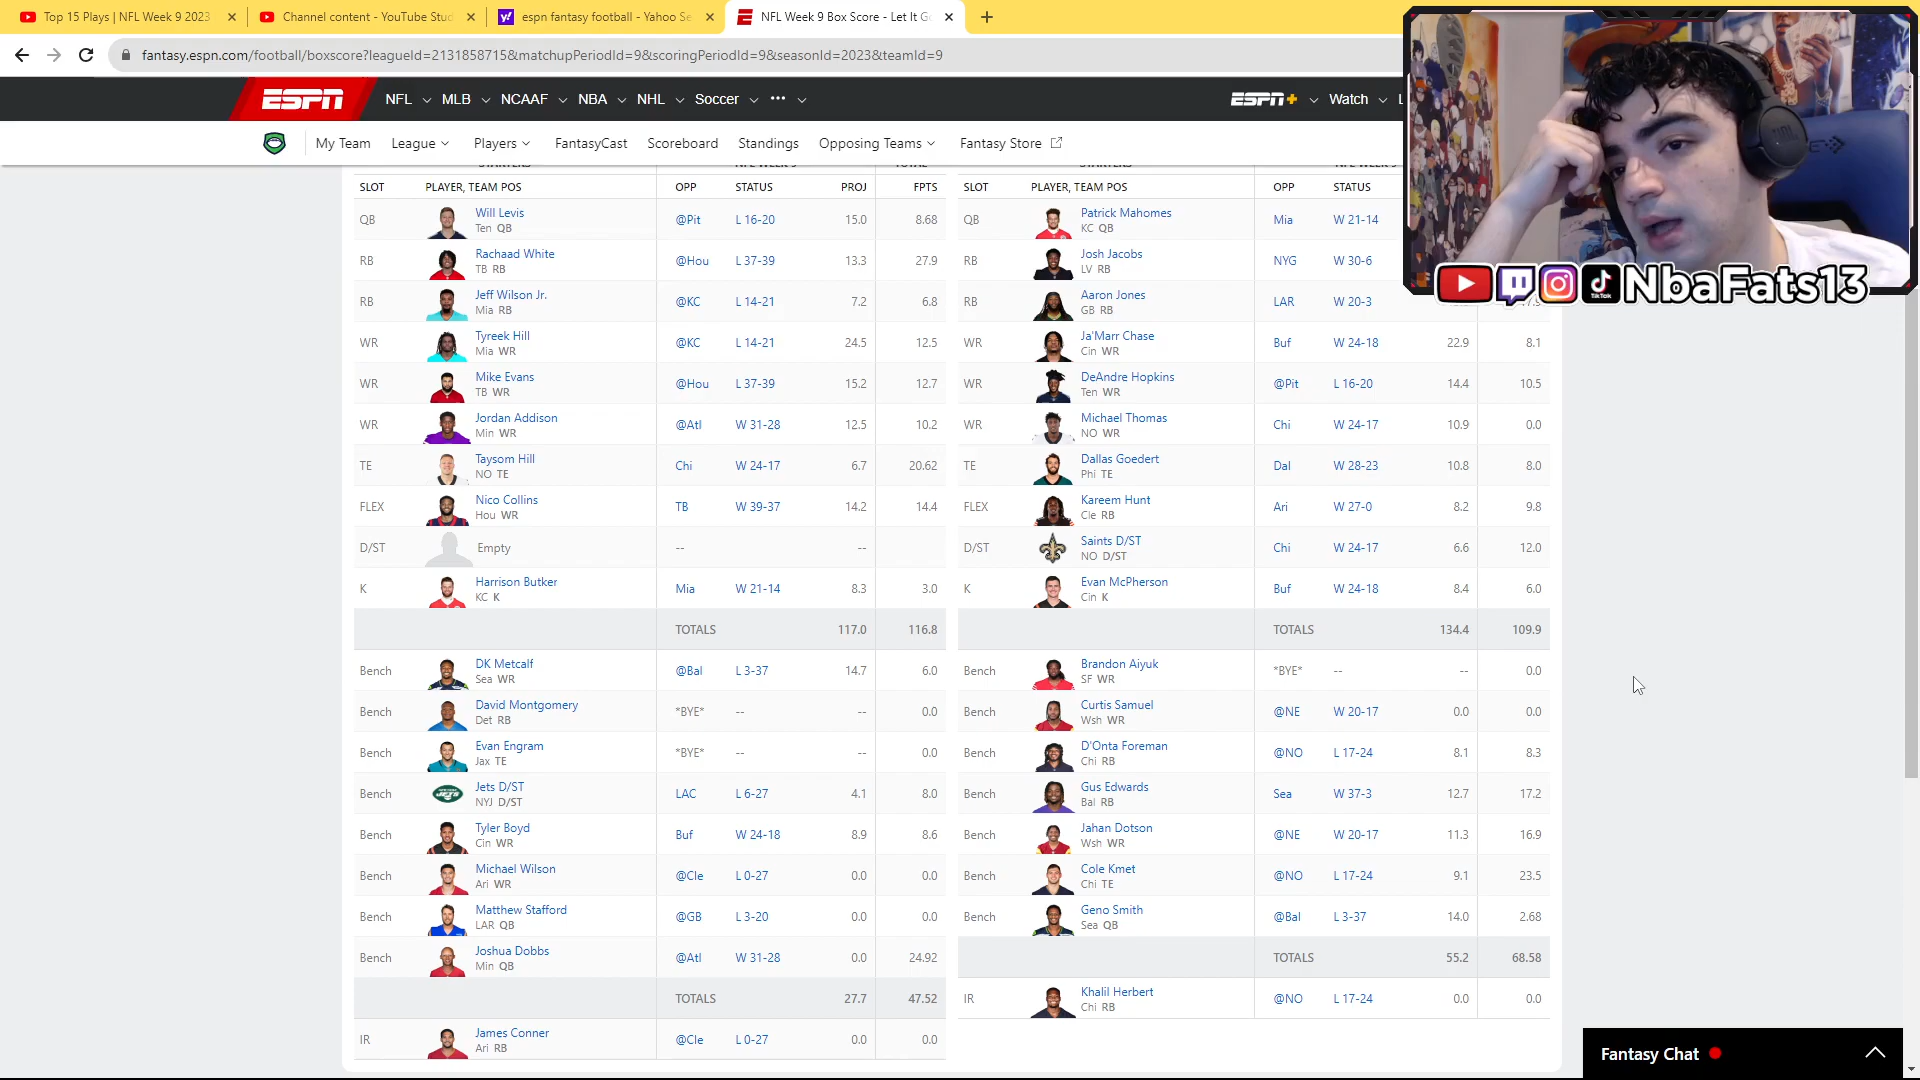 Top 15 Plays | NFL Week 9 2023
Channel content - YouTube Stu
espn fantasy football - Yahoo Se
NFL Week 9 Box Score - Let It G
fantasy.espn.com/football/boxscore?leagueId=2131858715&matchupPeriodId=9&scoringPeriodId=9&seasonId=2023&teamId=9
ESPN NFL MLB NCAAF NBA NHL Soccer ••• ESPN+ Watch L
My Team League Players FantasyCast Scoreboard Standings Opposing Teams Fantasy Store
NbaFats13
SLOT PLAYER, TEAM POS OPP STATUS PROJ FPTS SLOT PLAYER, TEAM POS OPP STATUS
QB Will Levis Ten QB @Pit L 16-20 15.0 8.68 QB Patrick Mahomes KC QB Mia W 21-14
RB Rachaad White TB RB @Hou L 37-39 13.3 27.9 RB Josh Jacobs LV RB NYG W 30-6
RB Jeff Wilson Jr. Mia RB @KC L 14-21 7.2 6.8 RB Aaron Jones GB RB LAR W 20-3
WR Tyreek Hill Mia WR @KC L 14-21 24.5 12.5 WR Ja'Marr Chase Cin WR Buf W 24-18 22.9 8.1
WR Mike Evans TB WR @Hou L 37-39 15.2 12.7 WR DeAndre Hopkins Ten WR @Pit L 16-20 14.4 10.5
WR Jordan Addison Min WR @Atl W 31-28 12.5 10.2 WR Michael Thomas NO WR Chi W 24-17 10.9 0.0
TE Taysom Hill NO TE Chi W 24-17 6.7 20.62 TE Dallas Goedert Phi TE Dal W 28-23 10.8 8.0
FLEX Nico Collins Hou WR TB W 39-37 14.2 14.4 FLEX Kareem Hunt Cle RB Ari W 27-0 8.2 9.8
D/ST Empty -- -- D/ST Saints D/ST NO D/ST Chi W 24-17 6.6 12.0
K Harrison Butker KC K Mia W 21-14 8.3 3.0 K Evan McPherson Cin K Buf W 24-18 8.4 6.0
TOTALS 117.0 116.8 TOTALS 134.4 109.9
Bench DK Metcalf Sea WR @Bal L 3-37 14.7 6.0 Bench Brandon Aiyuk SF WR *BYE* -- -- 0.0
Bench David Montgomery Det RB *BYE* -- -- 0.0 Bench Curtis Samuel Wsh WR @NE W 20-17 0.0 0.0
Bench Evan Engram Jax TE *BYE* -- -- 0.0 Bench D'Onta Foreman Chi RB @NO L 17-24 8.1 8.3
Bench Jets D/ST NYJ D/ST LAC L 6-27 4.1 8.0 Bench Gus Edwards Bal RB Sea W 37-3 12.7 17.2
Bench Tyler Boyd Cin WR Buf W 24-18 8.9 8.6 Bench Jahan Dotson Wsh WR @NE W 20-17 11.3 16.9
Bench Michael Wilson Ari WR @Cle L 0-27 0.0 0.0 Bench Cole Kmet Chi TE @NO L 17-24 9.1 23.5
Bench Matthew Stafford LAR QB @GB L 3-20 0.0 0.0 Bench Geno Smith Sea QB @Bal L 3-37 14.0 2.68
Bench Joshua Dobbs Min QB @Atl W 31-28 0.0 24.92 TOTALS 55.2 68.58
TOTALS 27.7 47.52 IR Khalil Herbert Chi RB @NO L 17-24 0.0 0.0
IR James Conner Ari RB @Cle L 0-27 0.0 0.0
Fantasy Chat